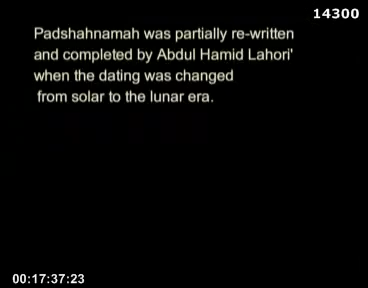 14300
Padshahnamah was partially re-written
and completed by Abdul Hamid Lahori'
when the dating was changed
from solar to the lunar era.
00:17:37:23